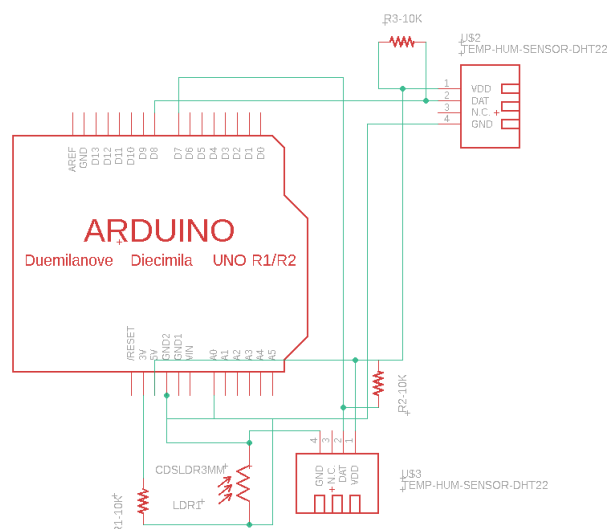 R3-10K
U$2
TEMP-HUM-SENSOR-DHT22
1 VDD
2 DAT
3 N.C.
4 GND
AREF
GND
D13
D12
D11
D10
D9
D8
D7
D6
D5
D4
D3
D2
D1
D0
ARDUINO
Duemilanove Diecimila UNO R1/R2
/RESET
3V
5V
GND2
GND1
VIN
A0
A1
A2
A3
A4
A5
R2-10K
4 3 2 1
GND
N.C.
DAT
VDD
CDSLDR3MM
LDR1
R1-10K
U$3
TEMP-HUM-SENSOR-DHT22